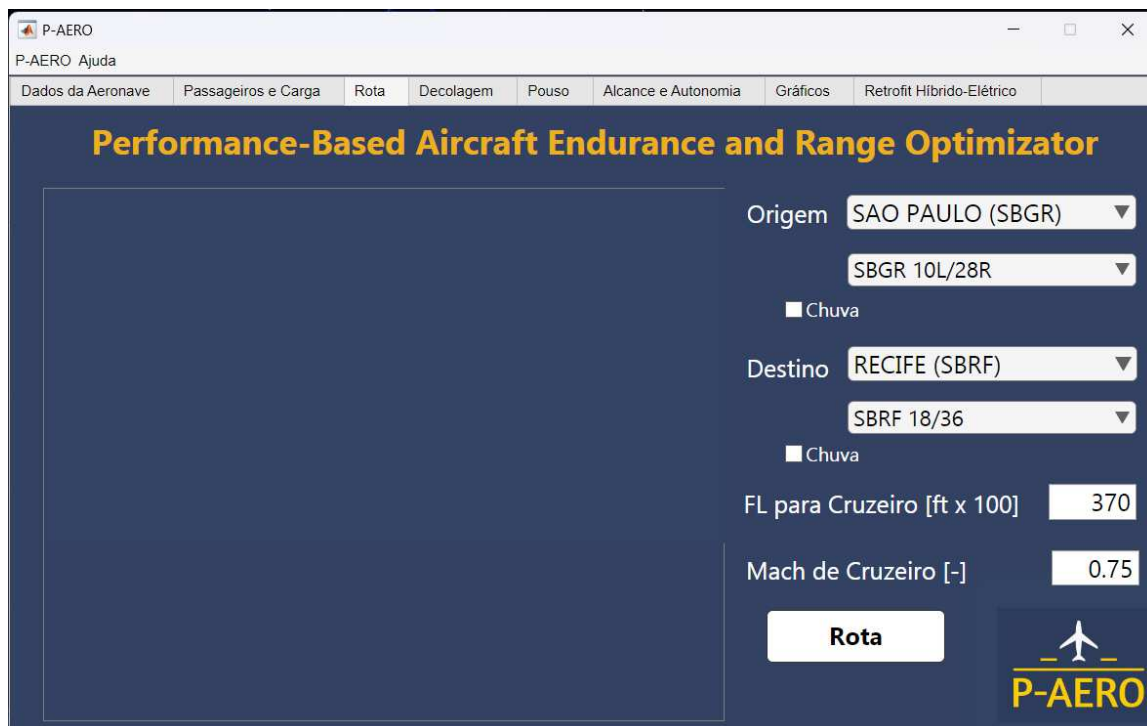 P-AERO
P-AERO Ajuda
Dados da Aeronave Passageiros e Carga Rota Decolagem Pouso Alcance e Autonomia Gráficos Retrofit Híbrido-Elétrico
Performance-Based Aircraft Endurance and Range Optimizator
Origem SAO PAULO (SBGR)
SBGR 10L/28R
Chuva
Destino RECIFE (SBRF)
SBRF 18/36
Chuva
FL para Cruzeiro [ft x 100] 370
Mach de Cruzeiro [-] 0.75
Rota
P-AERO